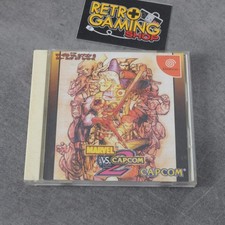 RETRO
GAMING
SHOP
MARVEL
VS. CAPCOM
2
CAPCOM